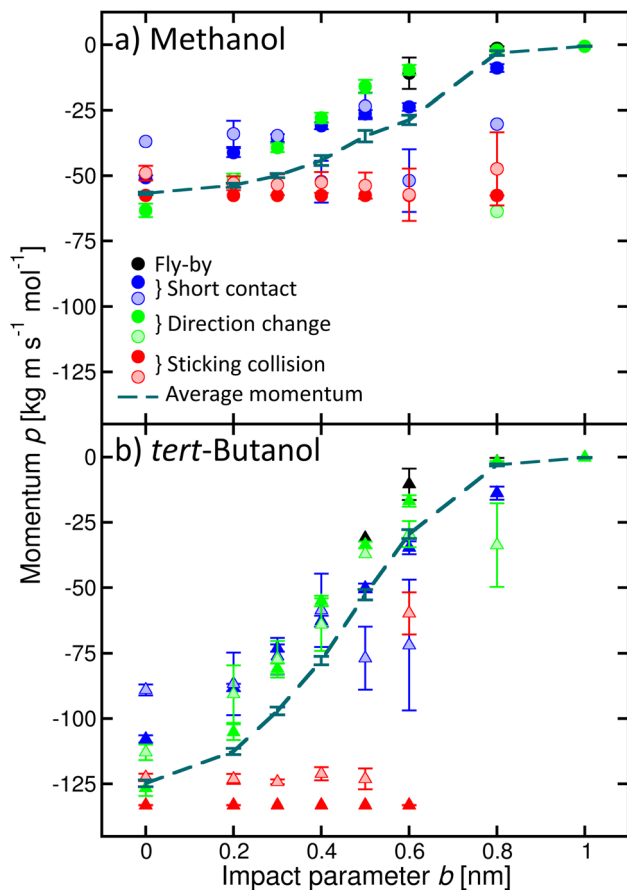 a) Methanol
0
-25
-50
-75
-100
-125
Fly-by
} Short contact
} Direction change
} Sticking collision
Average momentum
b) tert-Butanol
0
-25
-50
-75
-100
-125
Momentum p [kg m s⁻¹ mol⁻¹]
0 0.2 0.4 0.6 0.8 1
Impact parameter b [nm]